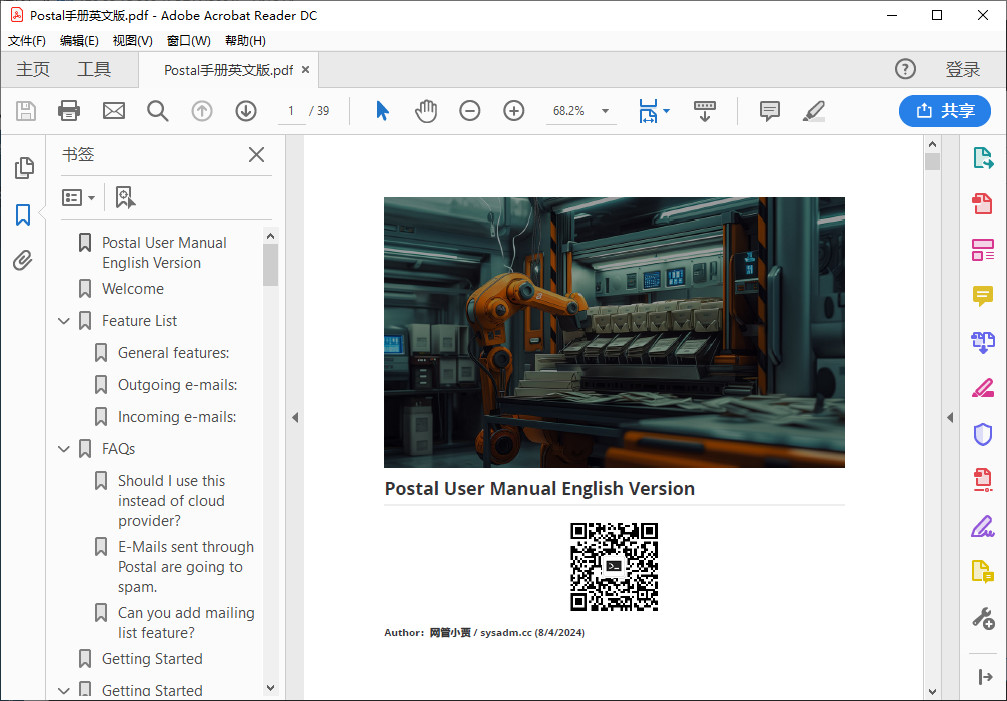 Postal手册英文版.pdf - Adobe Acrobat Reader DC
文件(F) 编辑(E) 视图(V) 窗口(W) 帮助(H)
主页 工具 Postal手册英文版.pdf × 登录
1 / 39 68.2% 共享
书签
Postal User Manual
English Version
Welcome
Feature List
General features:
Outgoing e-mails:
Incoming e-mails:
FAQs
Should I use this
instead of cloud
provider?
E-Mails sent through
Postal are going to
spam.
Can you add mailing
list feature?
Getting Started
Getting Started
Postal User Manual English Version
Author: 网管小贾 / sysadm.cc (8/4/2024)